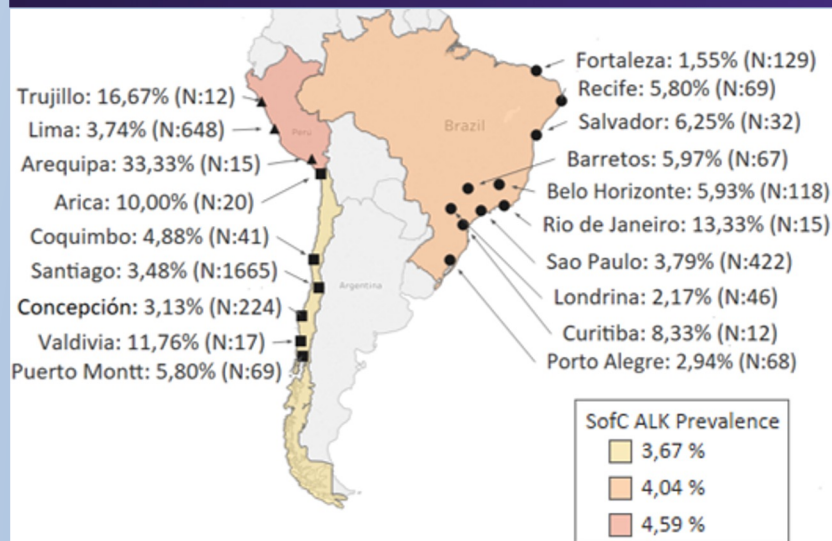 Trujillo: 16,67% (N:12)
Lima: 3,74% (N:648)
Arequipa: 33,33% (N:15)
Arica: 10,00% (N:20)
Coquimbo: 4,88% (N:41)
Santiago: 3,48% (N:1665)
Concepción: 3,13% (N:224)
Valdivia: 11,76% (N:17)
Puerto Montt: 5,80% (N:69)
Perú
Brazil
Argentina
Fortaleza: 1,55% (N:129)
Recife: 5,80% (N:69)
Salvador: 6,25% (N:32)
Barretos: 5,97% (N:67)
Belo Horizonte: 5,93% (N:118)
Rio de Janeiro: 13,33% (N:15)
Sao Paulo: 3,79% (N:422)
Londrina: 2,17% (N:46)
Curitiba: 8,33% (N:12)
Porto Alegre: 2,94% (N:68)
SofC ALK Prevalence
3,67 %
4,04 %
4,59 %